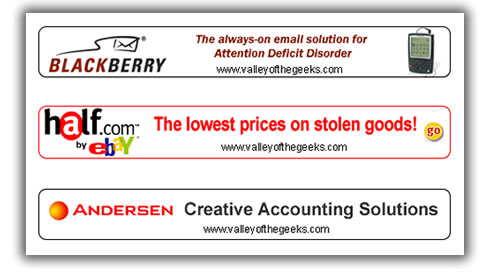 The always-on email solution for
Attention Deficit Disorder
BLACKBERRY®
www.valleyofthegeeks.com
half.com™
by ebaY
The lowest prices on stolen goods!
go
www.valleyofthegeeks.com
ANDERSEN
Creative Accounting Solutions
www.valleyofthegeeks.com